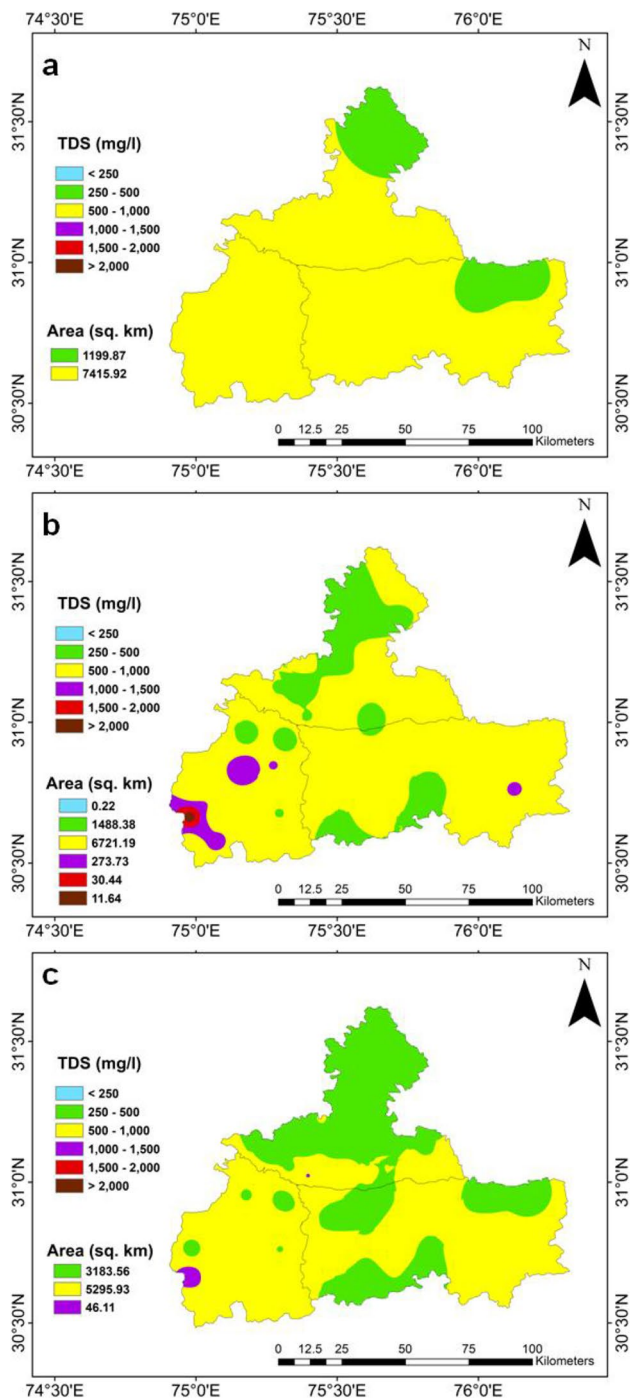 74°30'E 75°0'E 75°30'E 76°0'E
a
N
31°30'N
31°30'N
TDS (mg/l)
< 250
250 - 500
500 - 1,000
1,000 - 1,500
1,500 - 2,000
> 2,000
31°0'N
31°0'N
Area (sq. km)
1199.87
7415.92
30°30'N
30°30'N
0 12.5 25 50 75 100
Kilometers
74°30'E 75°0'E 75°30'E 76°0'E
b
N
31°30'N
31°30'N
TDS (mg/l)
< 250
250 - 500
500 - 1,000
1,000 - 1,500
1,500 - 2,000
> 2,000
31°0'N
31°0'N
Area (sq. km)
0.22
1488.38
6721.19
273.73
30.44
11.64
30°30'N
30°30'N
0 12.5 25 50 75 100
Kilometers
74°30'E 75°0'E 75°30'E 76°0'E
c
N
31°30'N
31°30'N
TDS (mg/l)
< 250
250 - 500
500 - 1,000
1,000 - 1,500
1,500 - 2,000
> 2,000
31°0'N
31°0'N
Area (sq. km)
3183.56
5295.93
46.11
30°30'N
30°30'N
0 12.5 25 50 75 100
Kilometers
74°30'E 75°0'E 75°30'E 76°0'E